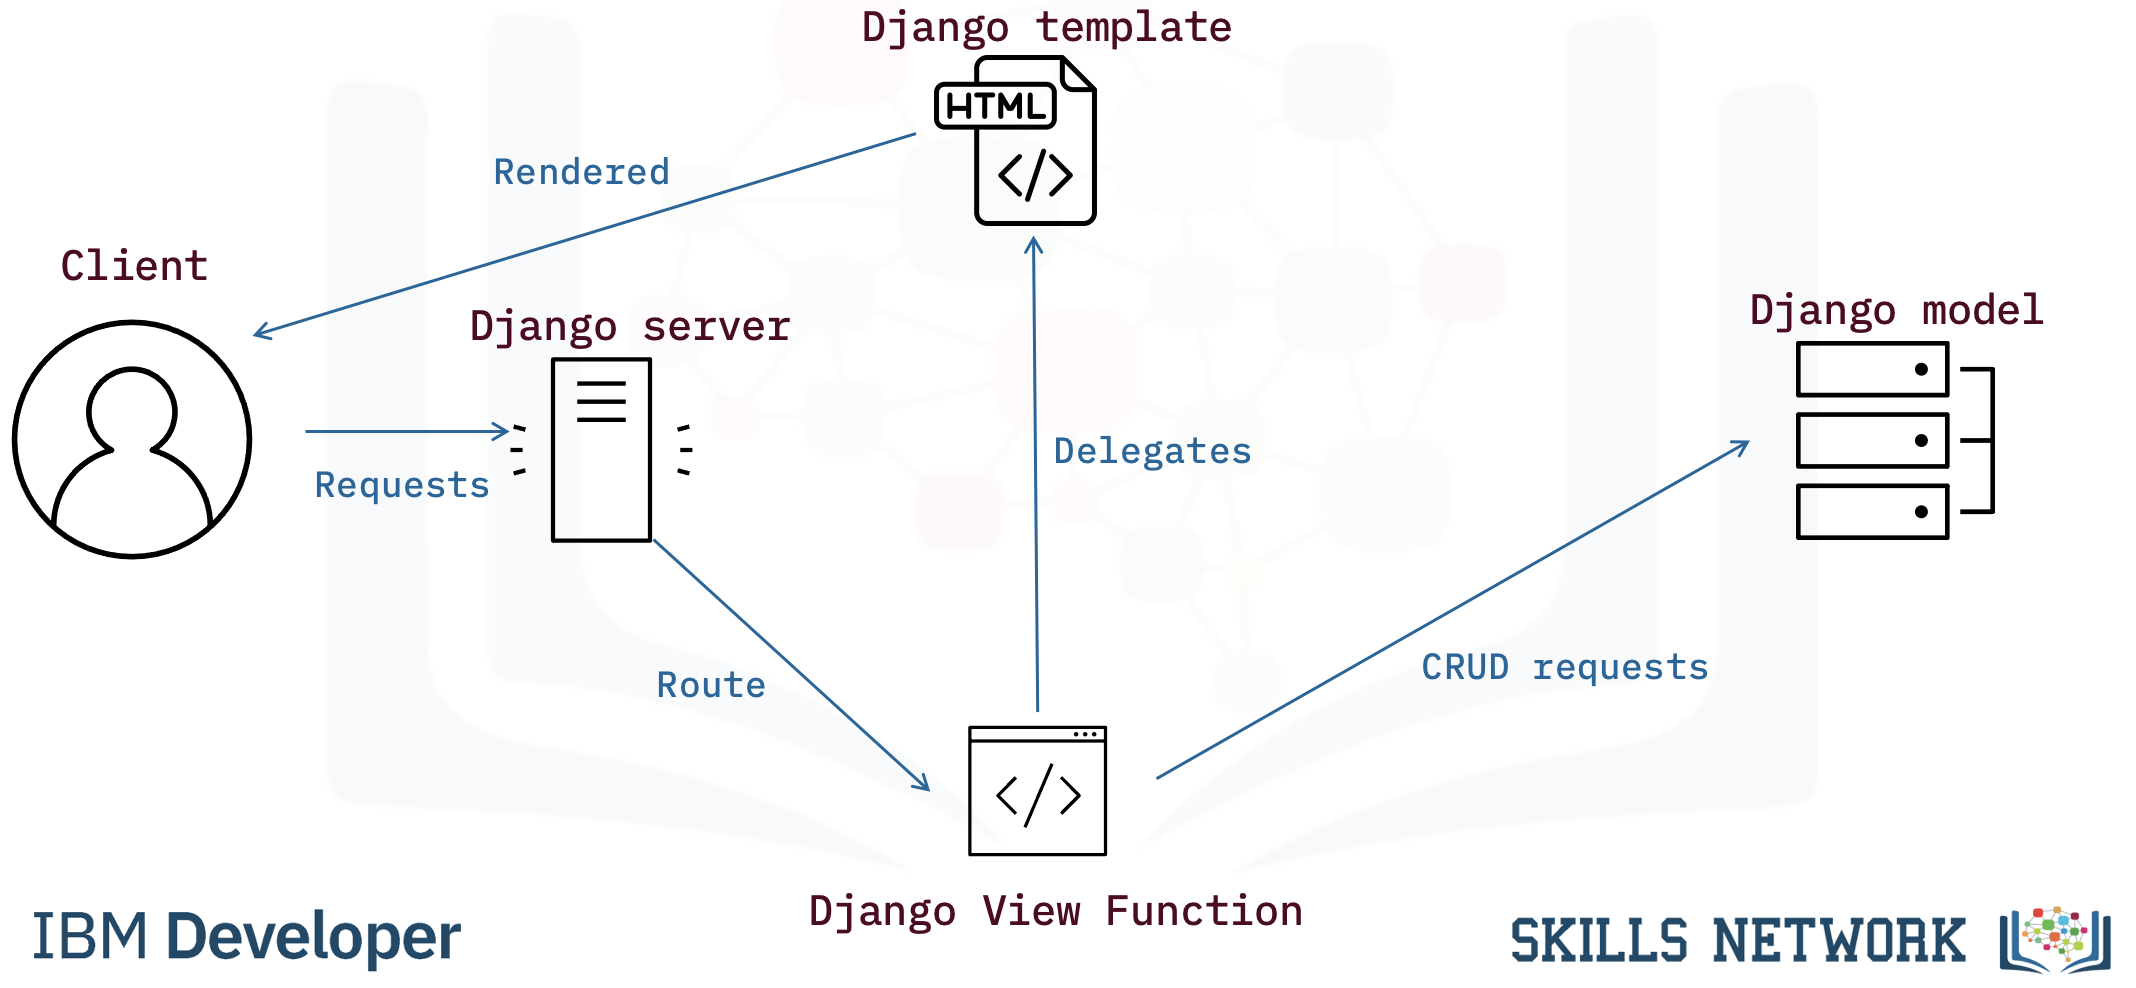 Django template
HTML
</>
Rendered
Client
Django server
Django model
Requests
Delegates
Route
CRUD requests
</>
Django View Function
IBM Developer
SKILLS NETWORK